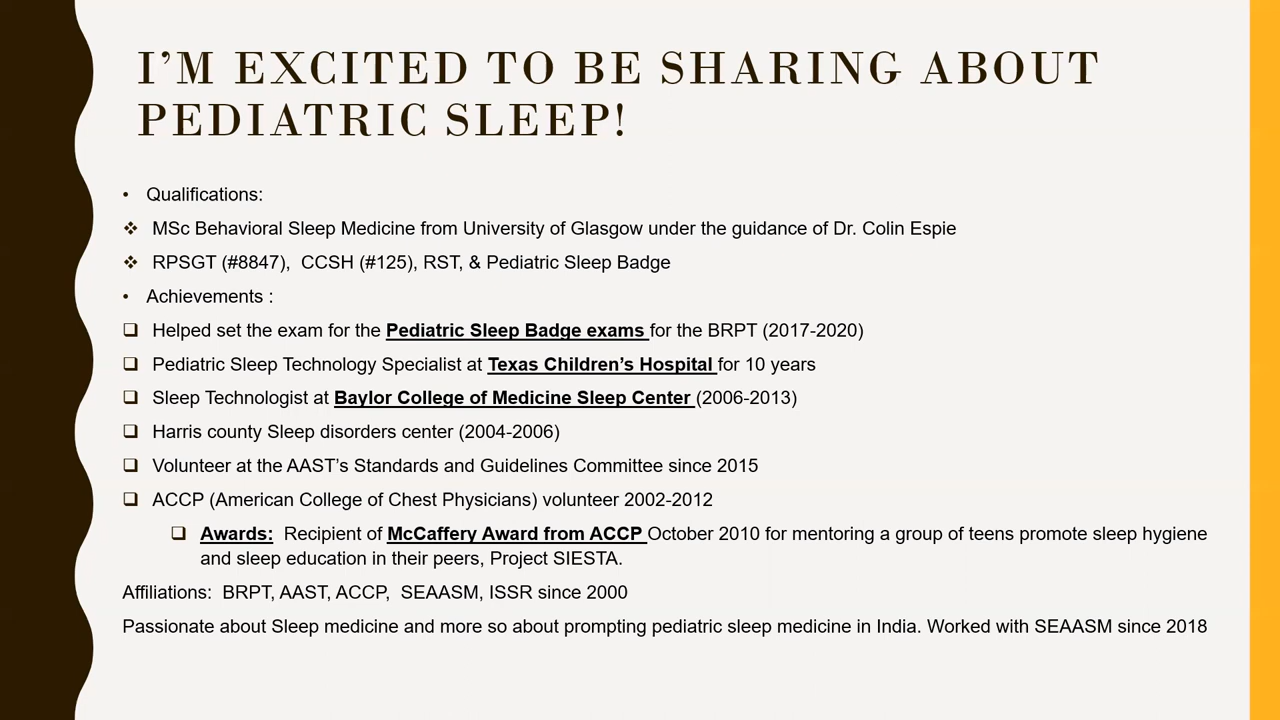 I’M EXCITED TO BE SHARING ABOUT
PEDIATRIC SLEEP!
• Qualifications:
❖ MSc Behavioral Sleep Medicine from University of Glasgow under the guidance of Dr. Colin Espie
❖ RPSGT (#8847), CCSH (#125), RST, & Pediatric Sleep Badge
• Achievements :
❑ Helped set the exam for the Pediatric Sleep Badge exams for the BRPT (2017-2020)
❑ Pediatric Sleep Technology Specialist at Texas Children’s Hospital for 10 years
❑ Sleep Technologist at Baylor College of Medicine Sleep Center (2006-2013)
❑ Harris county Sleep disorders center (2004-2006)
❑ Volunteer at the AAST’s Standards and Guidelines Committee since 2015
❑ ACCP (American College of Chest Physicians) volunteer 2002-2012
❑ Awards: Recipient of McCaffery Award from ACCP October 2010 for mentoring a group of teens promote sleep hygiene
and sleep education in their peers, Project SIESTA.
Affiliations: BRPT, AAST, ACCP, SEAASM, ISSR since 2000
Passionate about Sleep medicine and more so about prompting pediatric sleep medicine in India. Worked with SEAASM since 2018